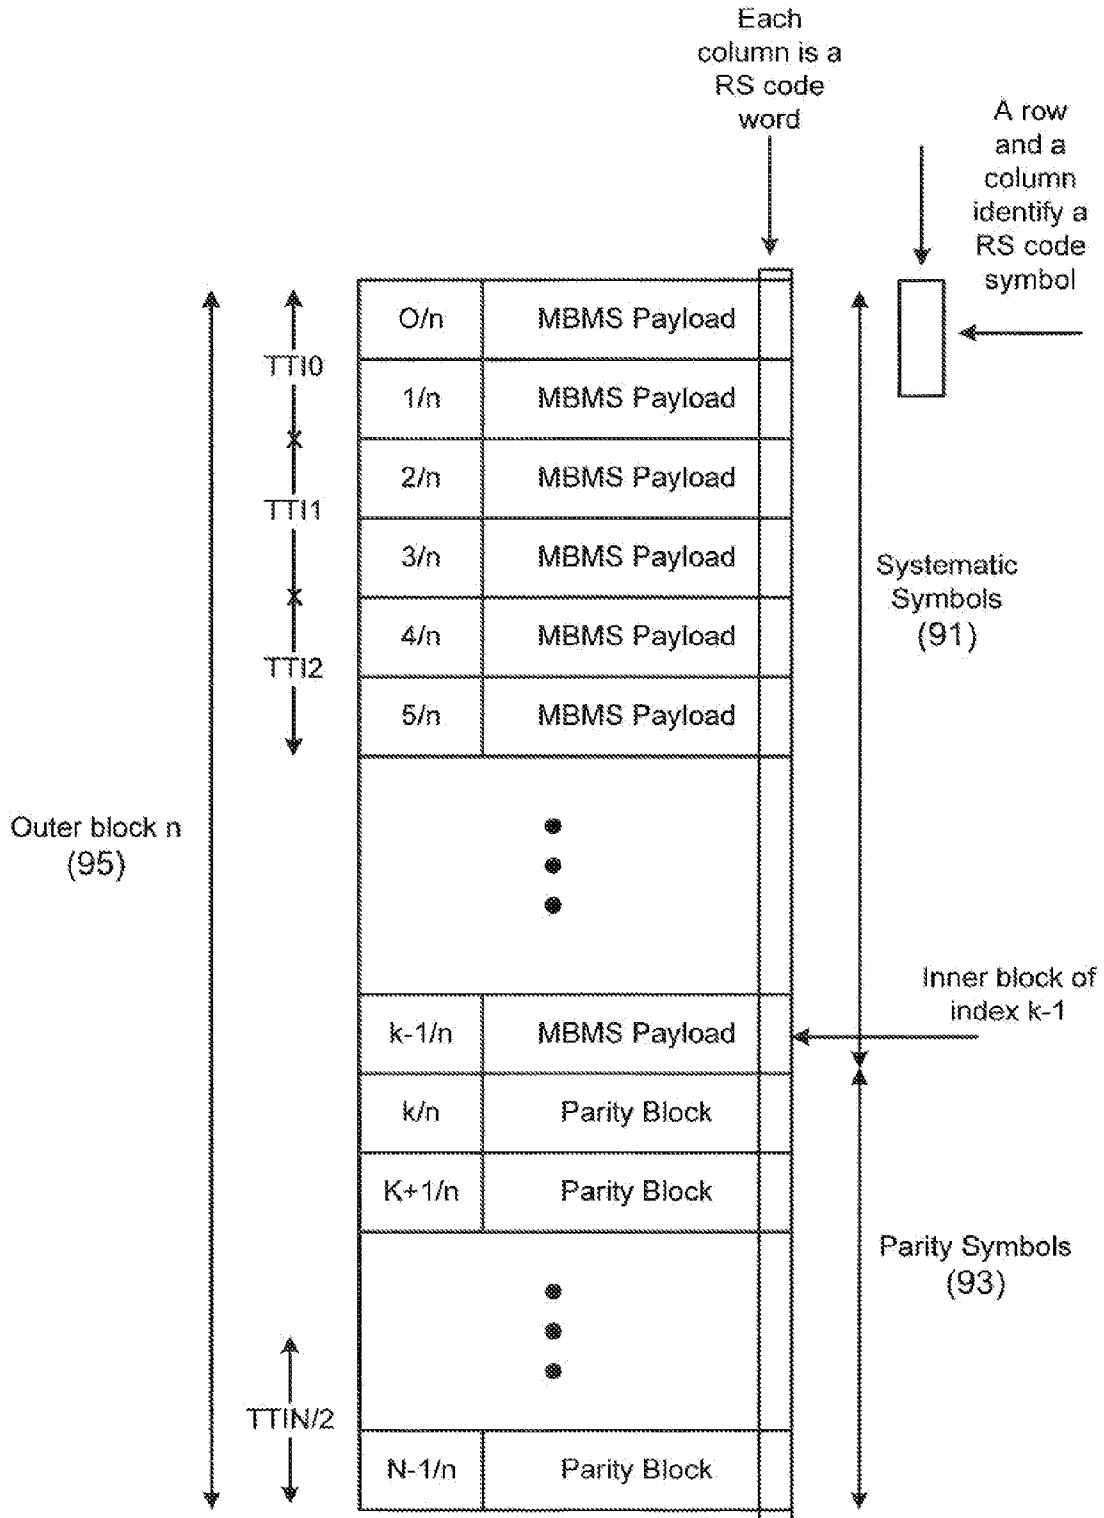 Each
column is a
RS code
word
A row
and a
column
identify a
RS code
symbol
O/n MBMS Payload
TTI0
1/n MBMS Payload
2/n MBMS Payload
TTI1
3/n MBMS Payload
Systematic
Symbols
(91)
4/n MBMS Payload
TTI2
5/n MBMS Payload
Outer block n
(95)
Inner block of
index k-1
k-1/n MBMS Payload
k/n Parity Block
K+1/n Parity Block
Parity Symbols
(93)
TTIN/2
N-1/n Parity Block